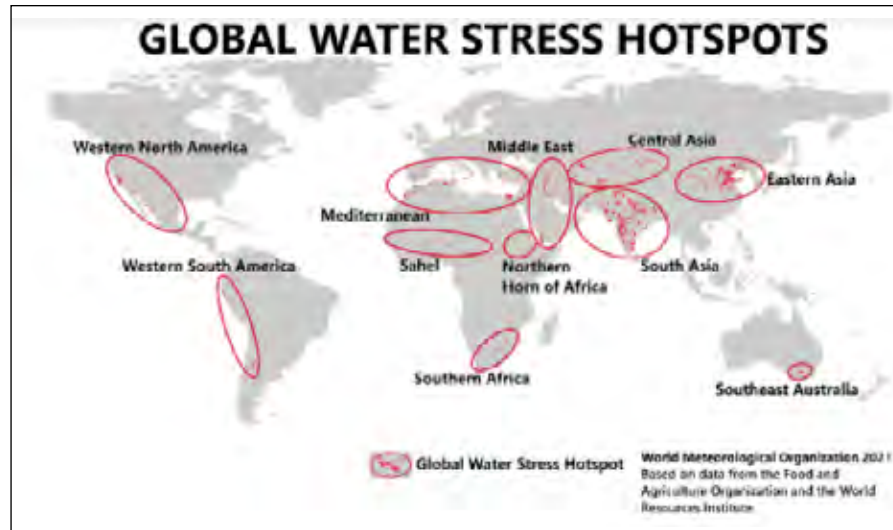 GLOBAL WATER STRESS HOTSPOTS
Western North America
Middle East
Central Asia
Eastern Asia
Mediterranean
Western South America
Sahel
Northern
Horn of Africa
South Asia
Southern Africa
Southeast Australia
Global Water Stress Hotspot
World Meteorological Organization 2021
Based on data from the Food and
Agriculture Organization and the World
Resources Institute